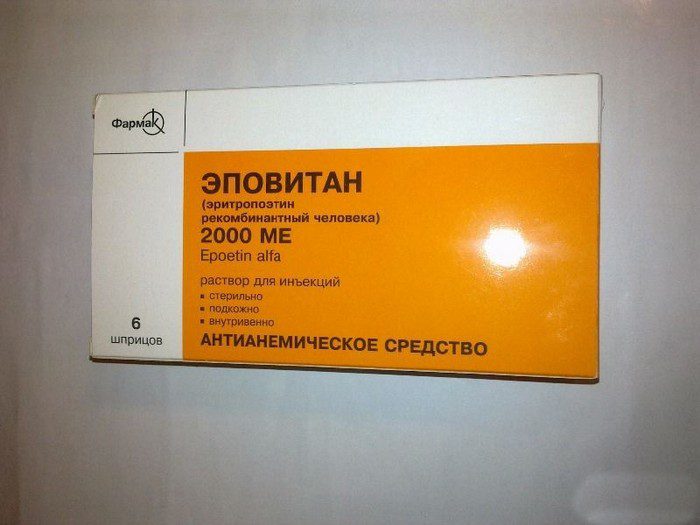 Фармак
ЭПОВИТАН
(эритропоэтин
рекомбинантный человека)
2000 МЕ
Epoetin alfa
раствор для инъекций
▪ стерильно
▪ подкожно
▪ внутривенно
АНТИАНЕМИЧЕСКОЕ СРЕДСТВО
6
шприцов